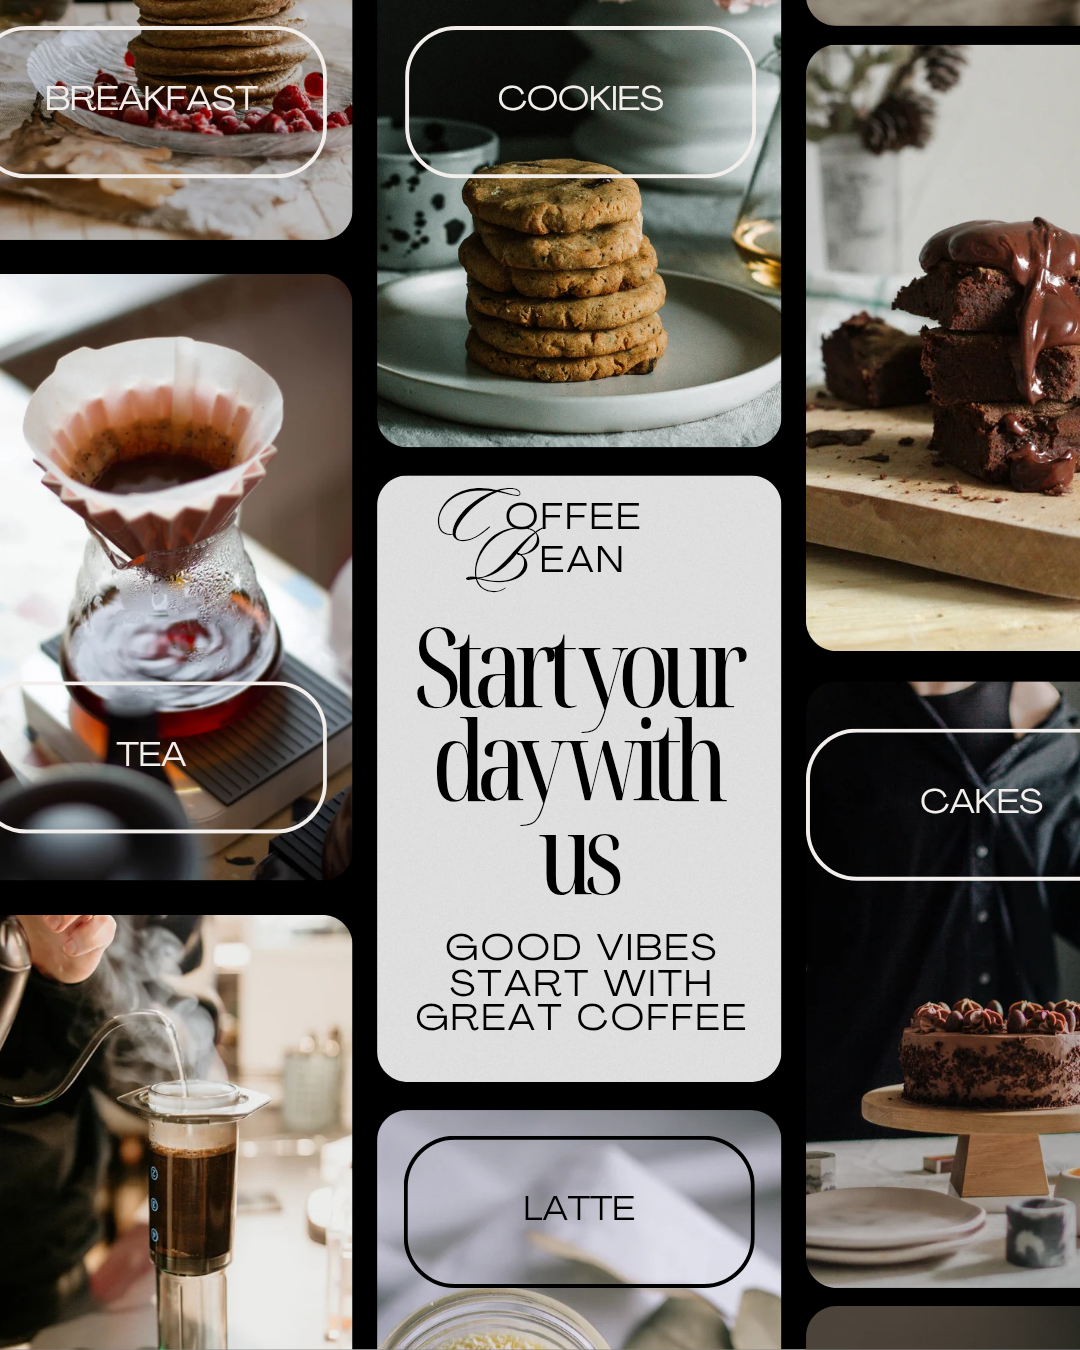 BREAKFAST
COOKIES
TEA
COFFEE
BEAN
Start your
day with
us
GOOD VIBES
START WITH
GREAT COFFEE
CAKES
LATTE